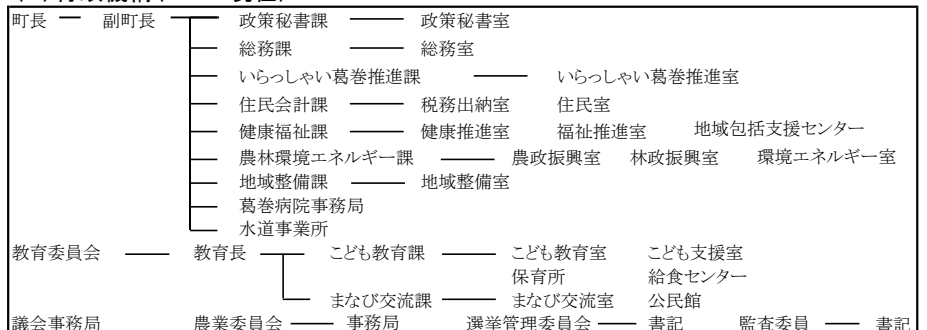 町長 副町長 政策秘書課 政策秘書室
総務課 総務室
いらっしゃい葛巻推進課 いらっしゃい葛巻推進室
住民会計課 税務出納室 住民室
健康福祉課 健康推進室 福祉推進室 地域包括支援センター
農林環境エネルギー課 農政振興室 林政振興室 環境エネルギー室
地域整備課 地域整備室
葛巻病院事務局
水道事業所
教育委員会 教育長 こども教育課 こども教育室 こども支援室
保育所 給食センター
まなび交流課 まなび交流室 公民館
議会事務局 農業委員会 事務局 選挙管理委員会 書記 監査委員 書記